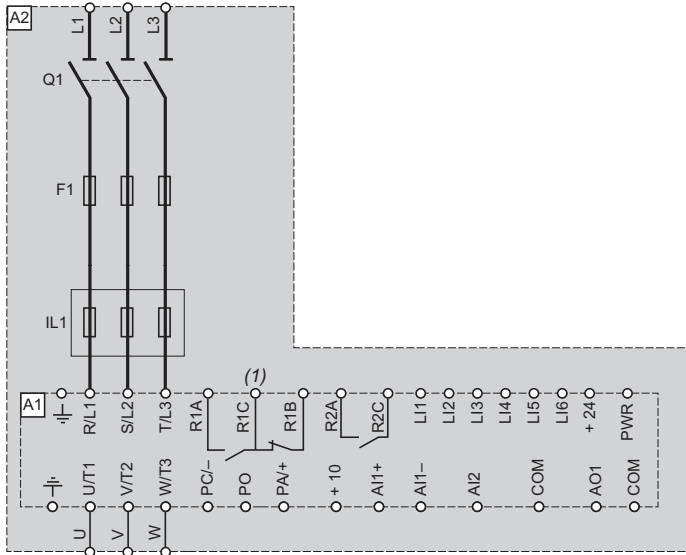 A2
L1 L2 L3
Q1
F1
IL1
(1)
A1
R/L1 S/L2 T/L3 R1A R1C R1B R2A R2C LI1 LI2 LI3 LI4 LI5 LI6 + 24 PWR
U/T1 V/T2 W/T3 PC/– PO PA/+ + 10 AI1+ AI1– AI2 COM AO1 COM
U V W